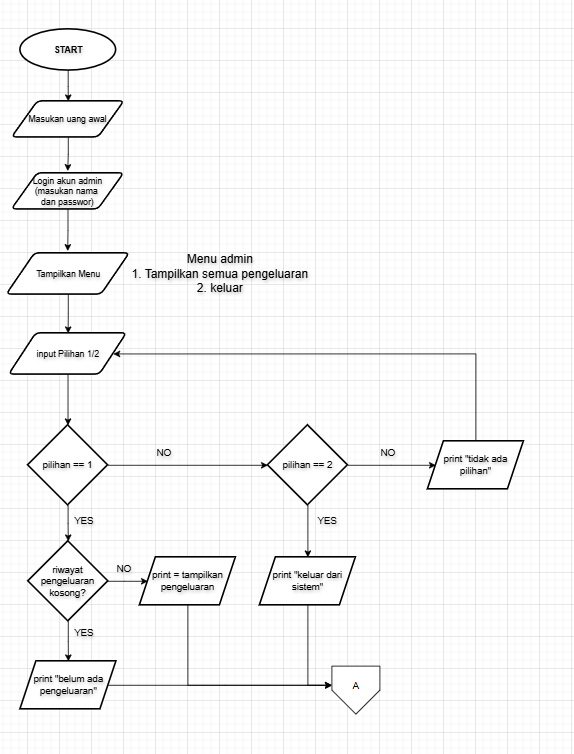 START
Masukan uang awal
Login akun admin
(masukan nama
dan passwor)
Tampilkan Menu
Menu admin
1. Tampilkan semua pengeluaran
2. keluar
input Pilihan 1/2
pilihan == 1
NO
pilihan == 2
NO
print "tidak ada
pilihan"
YES
YES
riwayat
pengeluaran
kosong?
NO
print = tampilkan
pengeluaran
print "keluar dari
sistem"
YES
print "belum ada
pengeluaran"
A